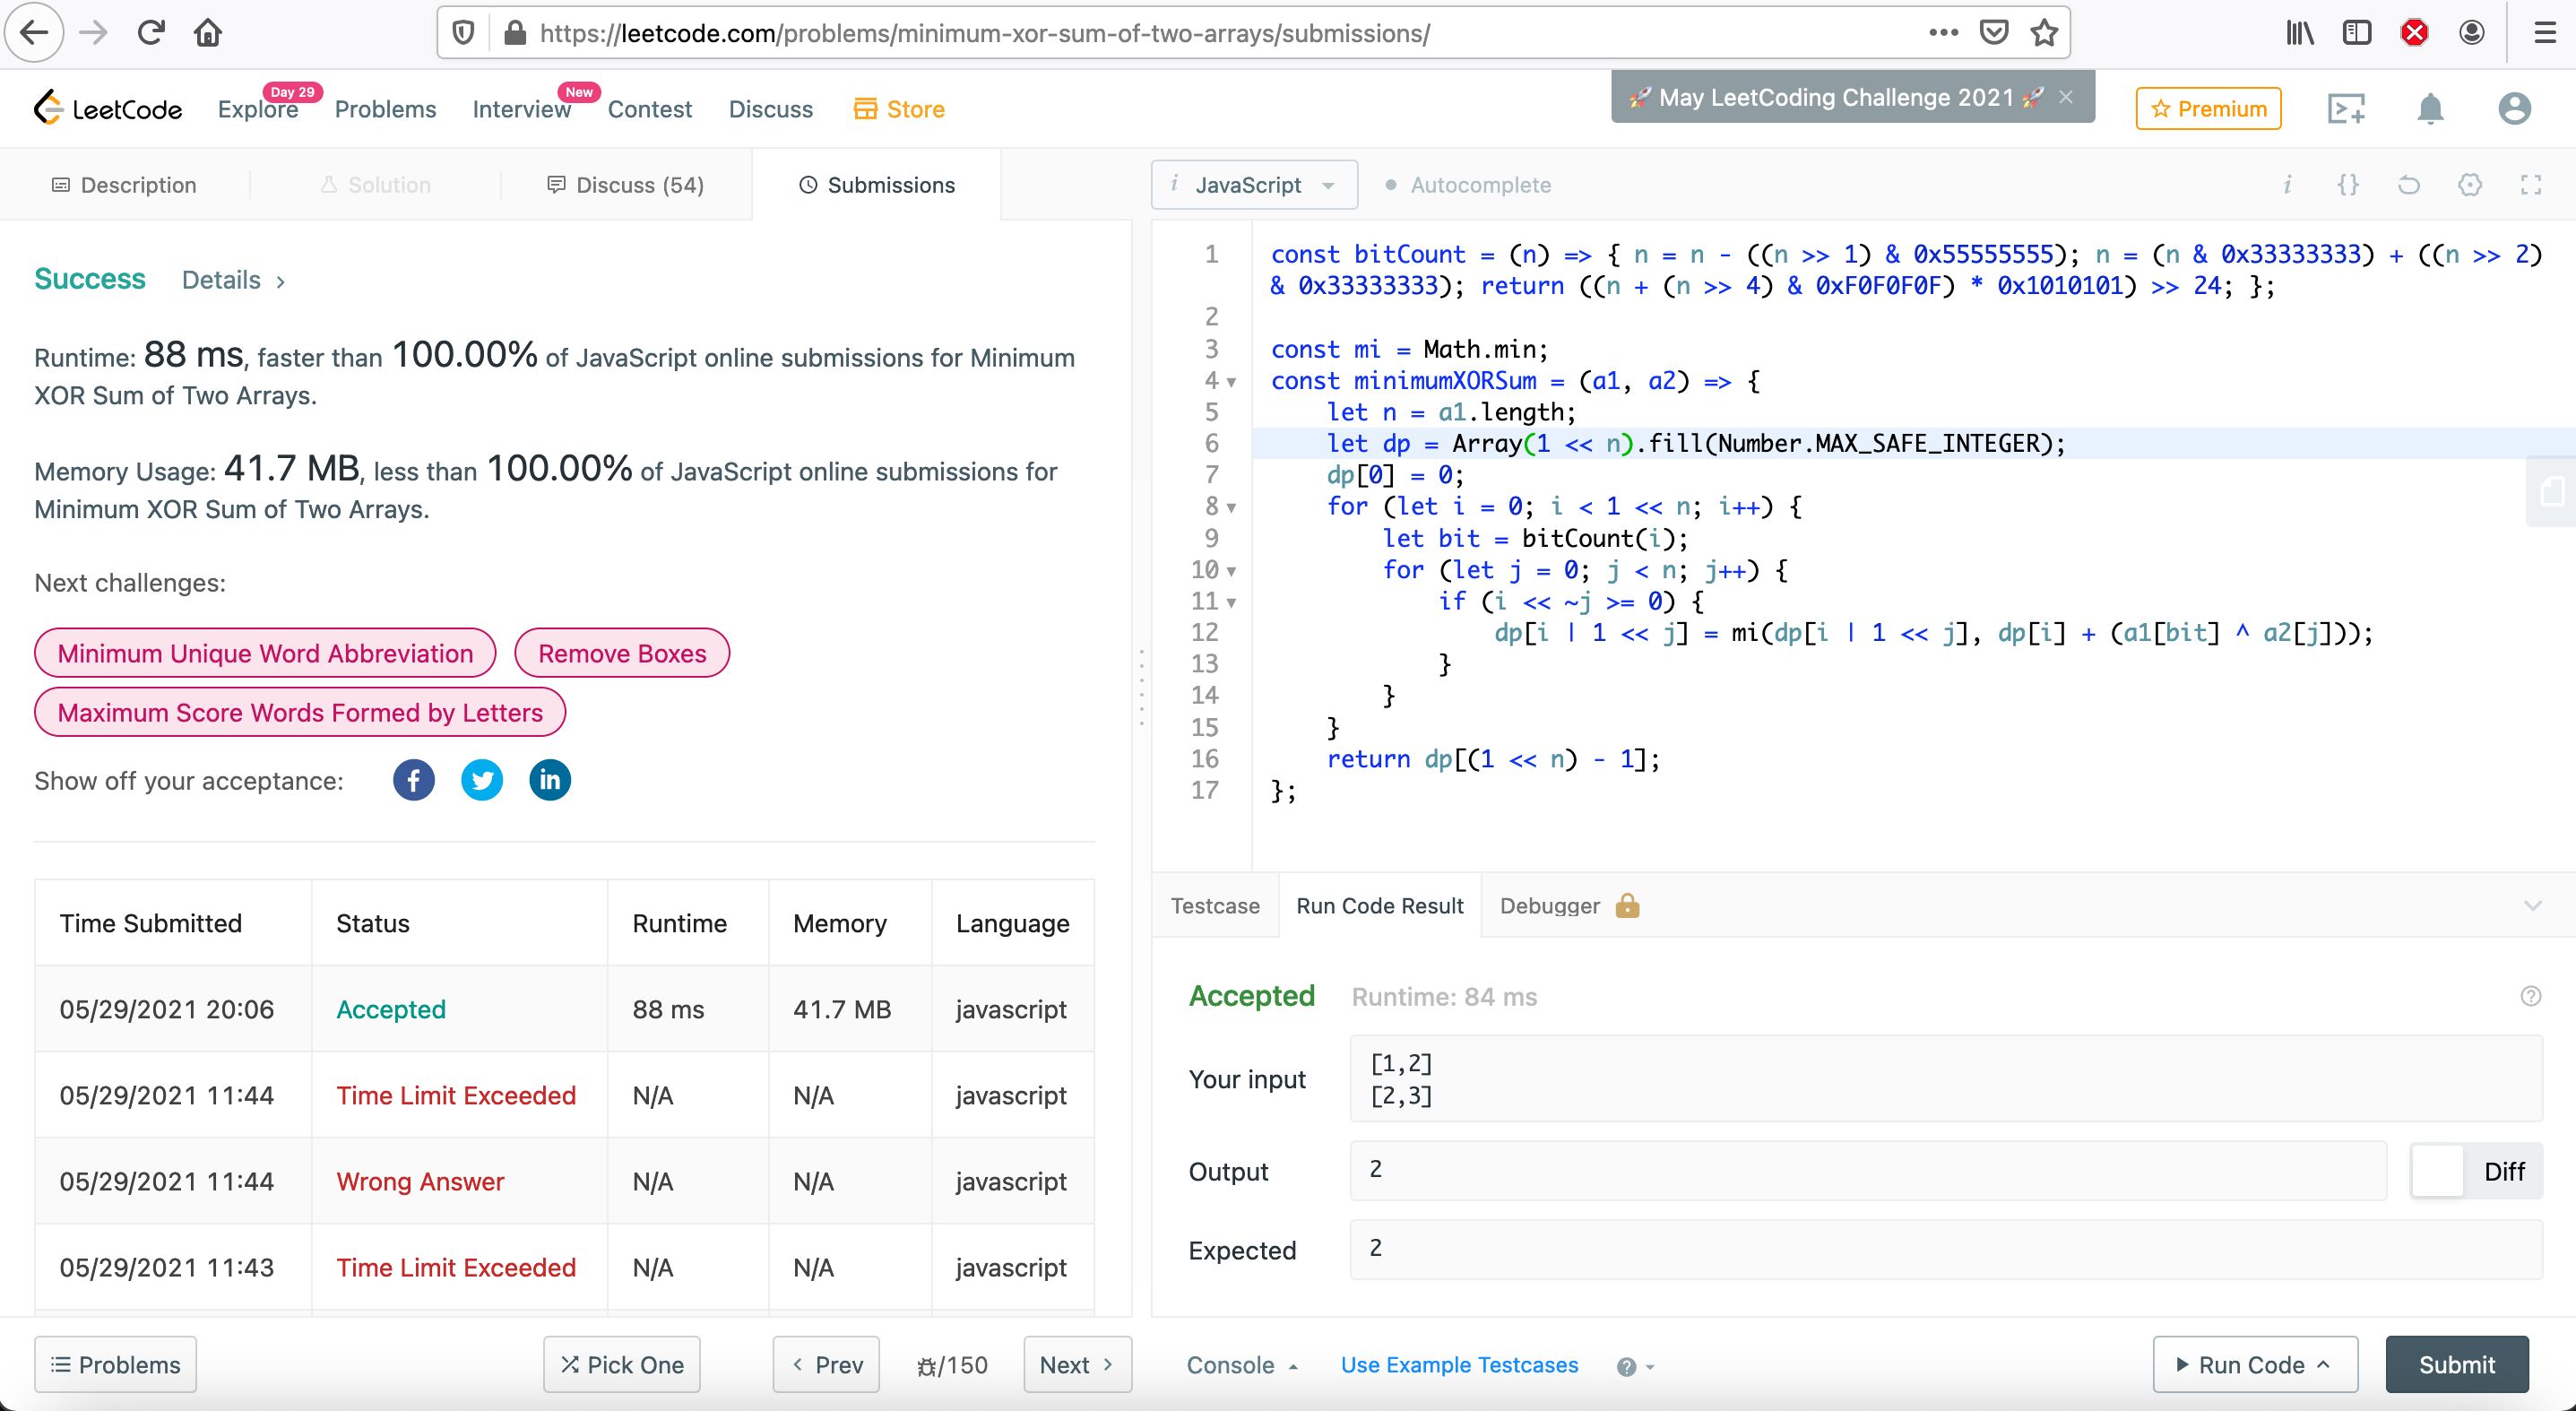 https://leetcode.com/problems/minimum-xor-sum-of-two-arrays/submissions/
LeetCode
Explore
Day 29
Problems
Interview
New
Contest
Discuss
Store
🚀 May LeetCoding Challenge 2021 🚀 ×
Premium
Description
Solution
Discuss (54)
Submissions
i JavaScript
Autocomplete
Success Details >
Runtime: 88 ms, faster than 100.00% of JavaScript online submissions for Minimum
XOR Sum of Two Arrays.
Memory Usage: 41.7 MB, less than 100.00% of JavaScript online submissions for
Minimum XOR Sum of Two Arrays.
Next challenges:
Minimum Unique Word Abbreviation
Remove Boxes
Maximum Score Words Formed by Letters
Show off your acceptance:
Time Submitted Status Runtime Memory Language
05/29/2021 20:06 Accepted 88 ms 41.7 MB javascript
05/29/2021 11:44 Time Limit Exceeded N/A N/A javascript
05/29/2021 11:44 Wrong Answer N/A N/A javascript
05/29/2021 11:43 Time Limit Exceeded N/A N/A javascript
1 const bitCount = (n) => { n = n - ((n >> 1) & 0x55555555); n = (n & 0x33333333) + ((n >> 2)
& 0x33333333); return ((n + (n >> 4) & 0xF0F0F0F) * 0x1010101) >> 24; };
2
3 const mi = Math.min;
4 const minimumXORSum = (a1, a2) => {
5 let n = a1.length;
6 let dp = Array(1 << n).fill(Number.MAX_SAFE_INTEGER);
7 dp[0] = 0;
8 for (let i = 0; i < 1 << n; i++) {
9 let bit = bitCount(i);
10 for (let j = 0; j < n; j++) {
11 if (i << ~j >= 0) {
12 dp[i | 1 << j] = mi(dp[i | 1 << j], dp[i] + (a1[bit] ^ a2[j]));
13 }
14 }
15 }
16 return dp[(1 << n) - 1];
17 };
Testcase
Run Code Result
Debugger
Accepted Runtime: 84 ms
Your input
[1,2]
[2,3]
Output
2
Diff
Expected
2
Problems
Pick One
< Prev
/150
Next >
Console
Use Example Testcases
Run Code
Submit